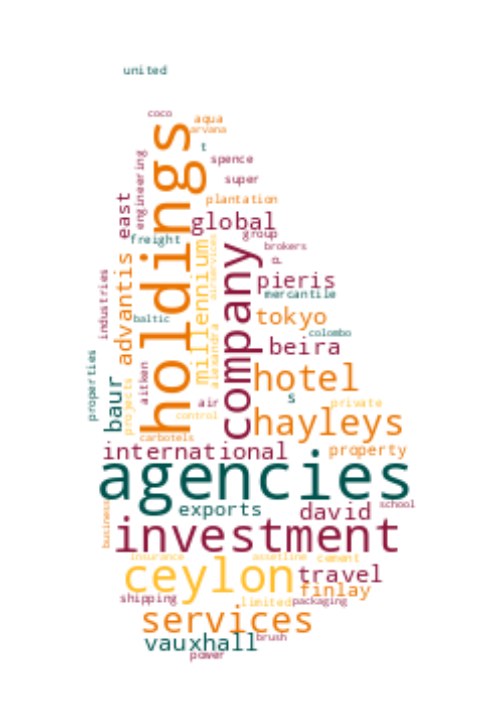 united
coco
aqua
arvana
t
holdings
engineering
spence
super
plantation
east
global
group
freight
brokers
a.
millennium
airservices
company
advantis
pieris
mercantile
industries
tokyo
baltic
colombo
alexandra
beira
properties
aitken
hotel
baur
projects
s
air
private
control
hayleys
carbotels
international
property
agencies
school
business
exports
david
investment
insurance
assetline
cement
ceylon
travel
finlay
shipping
limited
packaging
services
vauxhall
brush
power